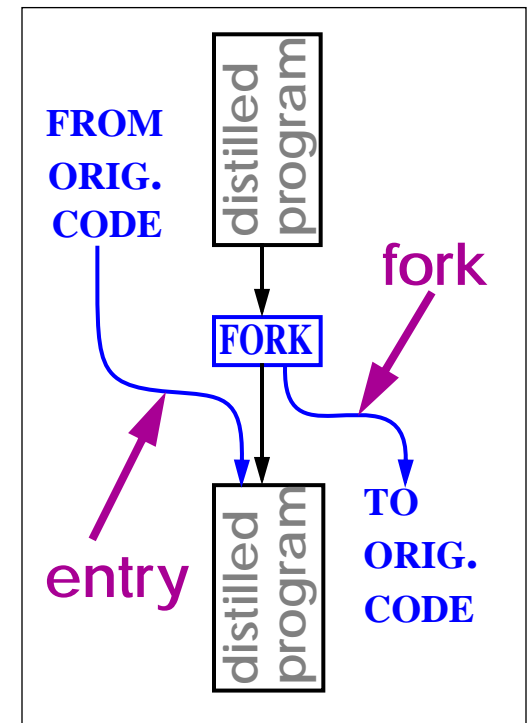 distilled
program
FROM
ORIG.
CODE
fork
FORK
entry
TO
ORIG.
CODE
distilled
program